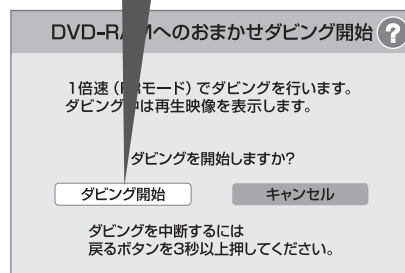 DVD-RAMへのおまかせダビング開始 ?
1倍速（FRモード）でダビングを行います。
ダビング中は再生映像を表示します。
ダビングを開始しますか?
ダビング開始 キャンセル
ダビングを中断するには
戻るボタンを3秒以上押してください。